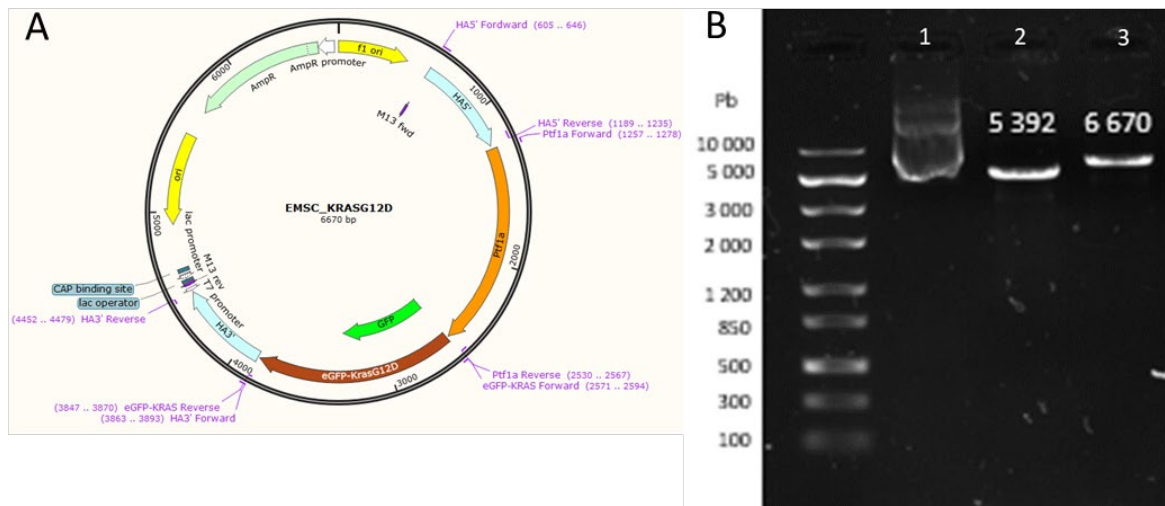 A
HA5' Fordward (605 .. 646)
f1 ori
AmpR promoter
AmpR
6000
HA5'
1000
M13 fwd
HA5' Reverse (1189 .. 1235)
Ptf1a Forward (1257 .. 1278)
ori
EMSC_KRASG12D
6670 bp
5000
Ptf1a
2000
lac promoter
M13 rev
T7 promoter
CAP binding site
lac operator
(4452 .. 4479) HA3' Reverse
HA3'
GFP
4000
eGFP-KrasG12D
3000
Ptf1a Reverse (2530 .. 2567)
eGFP-KRAS Forward (2571 .. 2594)
(3847 .. 3870) eGFP-KRAS Reverse
(3863 .. 3893) HA3' Forward
B
1 2 3
Pb
5 392 6 670
10 000
5 000
3 000
2 000
1 200
850
500
300
100